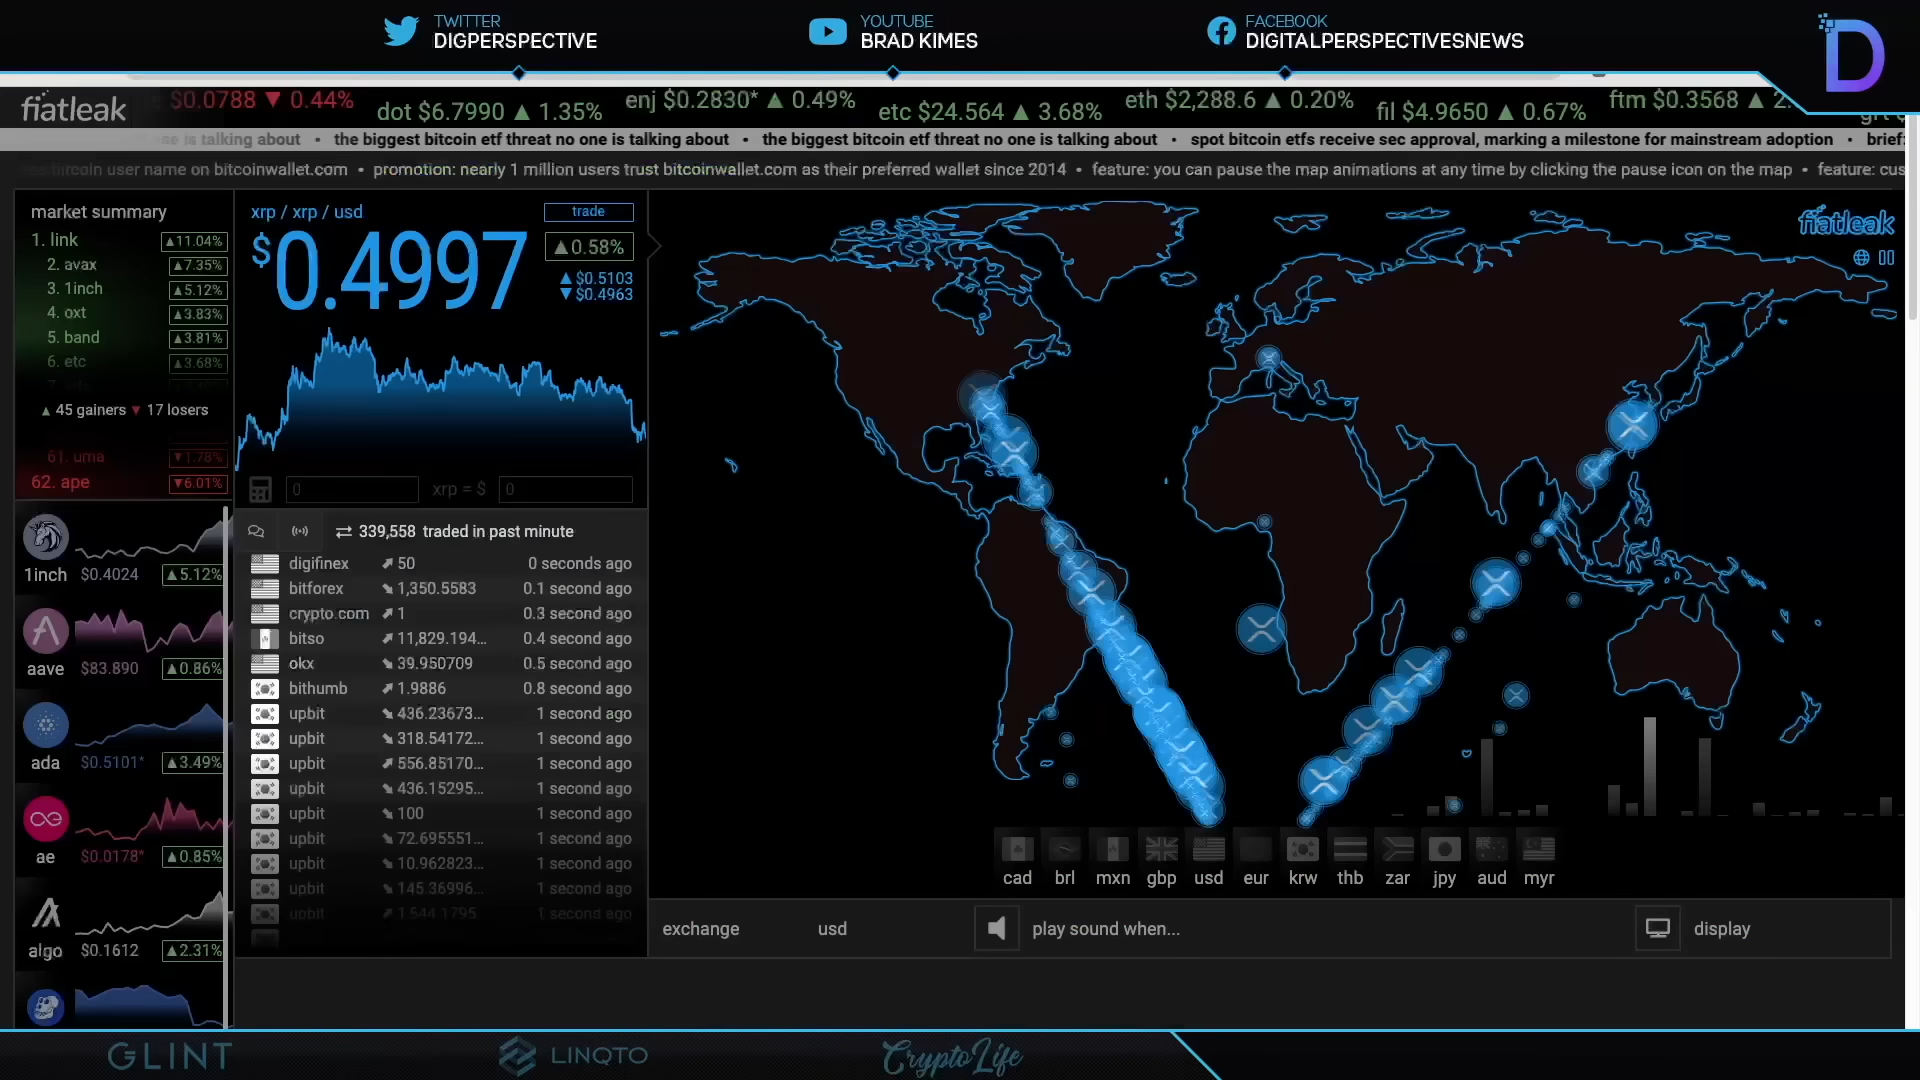 TWITTER
DIGPERSPECTIVE
YOUTUBE
BRAD KIMES
FACEBOOK
DIGITALPERSPECTIVESNEWS
D
fiatleak
$0.0788 ▼ 0.44%
dot $6.7990 ▲ 1.35%
enj $0.2830* ▲ 0.49%
etc $24.564 ▲ 3.68%
eth $2,288.6 ▲ 0.20%
fil $4.9650 ▲ 0.67%
ftm $0.3568 ▲ 2.
one is talking about • the biggest bitcoin etf threat no one is talking about • the biggest bitcoin etf threat no one is talking about • spot bitcoin etfs receive sec approval, marking a milestone for mainstream adoption • brief
user name on bitcoinwallet.com • promotion: nearly 1 million users trust bitcoinwallet.com as their preferred wallet since 2014 • feature: you can pause the map animations at any time by clicking the pause icon on the map • feature: cus
market summary
1. link ▲11.04%
2. avax ▲7.35%
3. 1inch ▲5.12%
4. oxt ▲3.83%
5. band ▲3.81%
6. etc ▲3.68%
▲ 45 gainers ▼ 17 losers
61. uma ▼1.78%
62. ape ▼6.01%
1inch $0.4024 ▲5.12%
aave $83.890 ▲0.86%
ada $0.5101* ▲3.49%
ae $0.0178* ▲0.85%
algo $0.1612 ▲2.31%
xrp / xrp / usd
trade
$0.4997
▲0.58%
▲$0.5103
▼$0.4963
0 xrp = $ 0
339,558 traded in past minute
digifinex 50 0 seconds ago
bitforex 1,350.5583 0.1 second ago
crypto.com 1 0.3 second ago
bitso 11,829.194... 0.4 second ago
okx 39.950709 0.5 second ago
bithumb 1.9886 0.8 second ago
upbit 436.23673... 1 second ago
upbit 318.54172... 1 second ago
upbit 556.85170... 1 second ago
upbit 436.15295... 1 second ago
upbit 100 1 second ago
upbit 72.695551... 1 second ago
upbit 10.962823... 1 second ago
upbit 145.36996... 1 second ago
upbit 1,544.1795 1 second ago
fiatleak
cad brl mxn gbp usd eur krw thb zar jpy aud myr
exchange usd play sound when... display
GLINT
LINQTO
CryptoLife